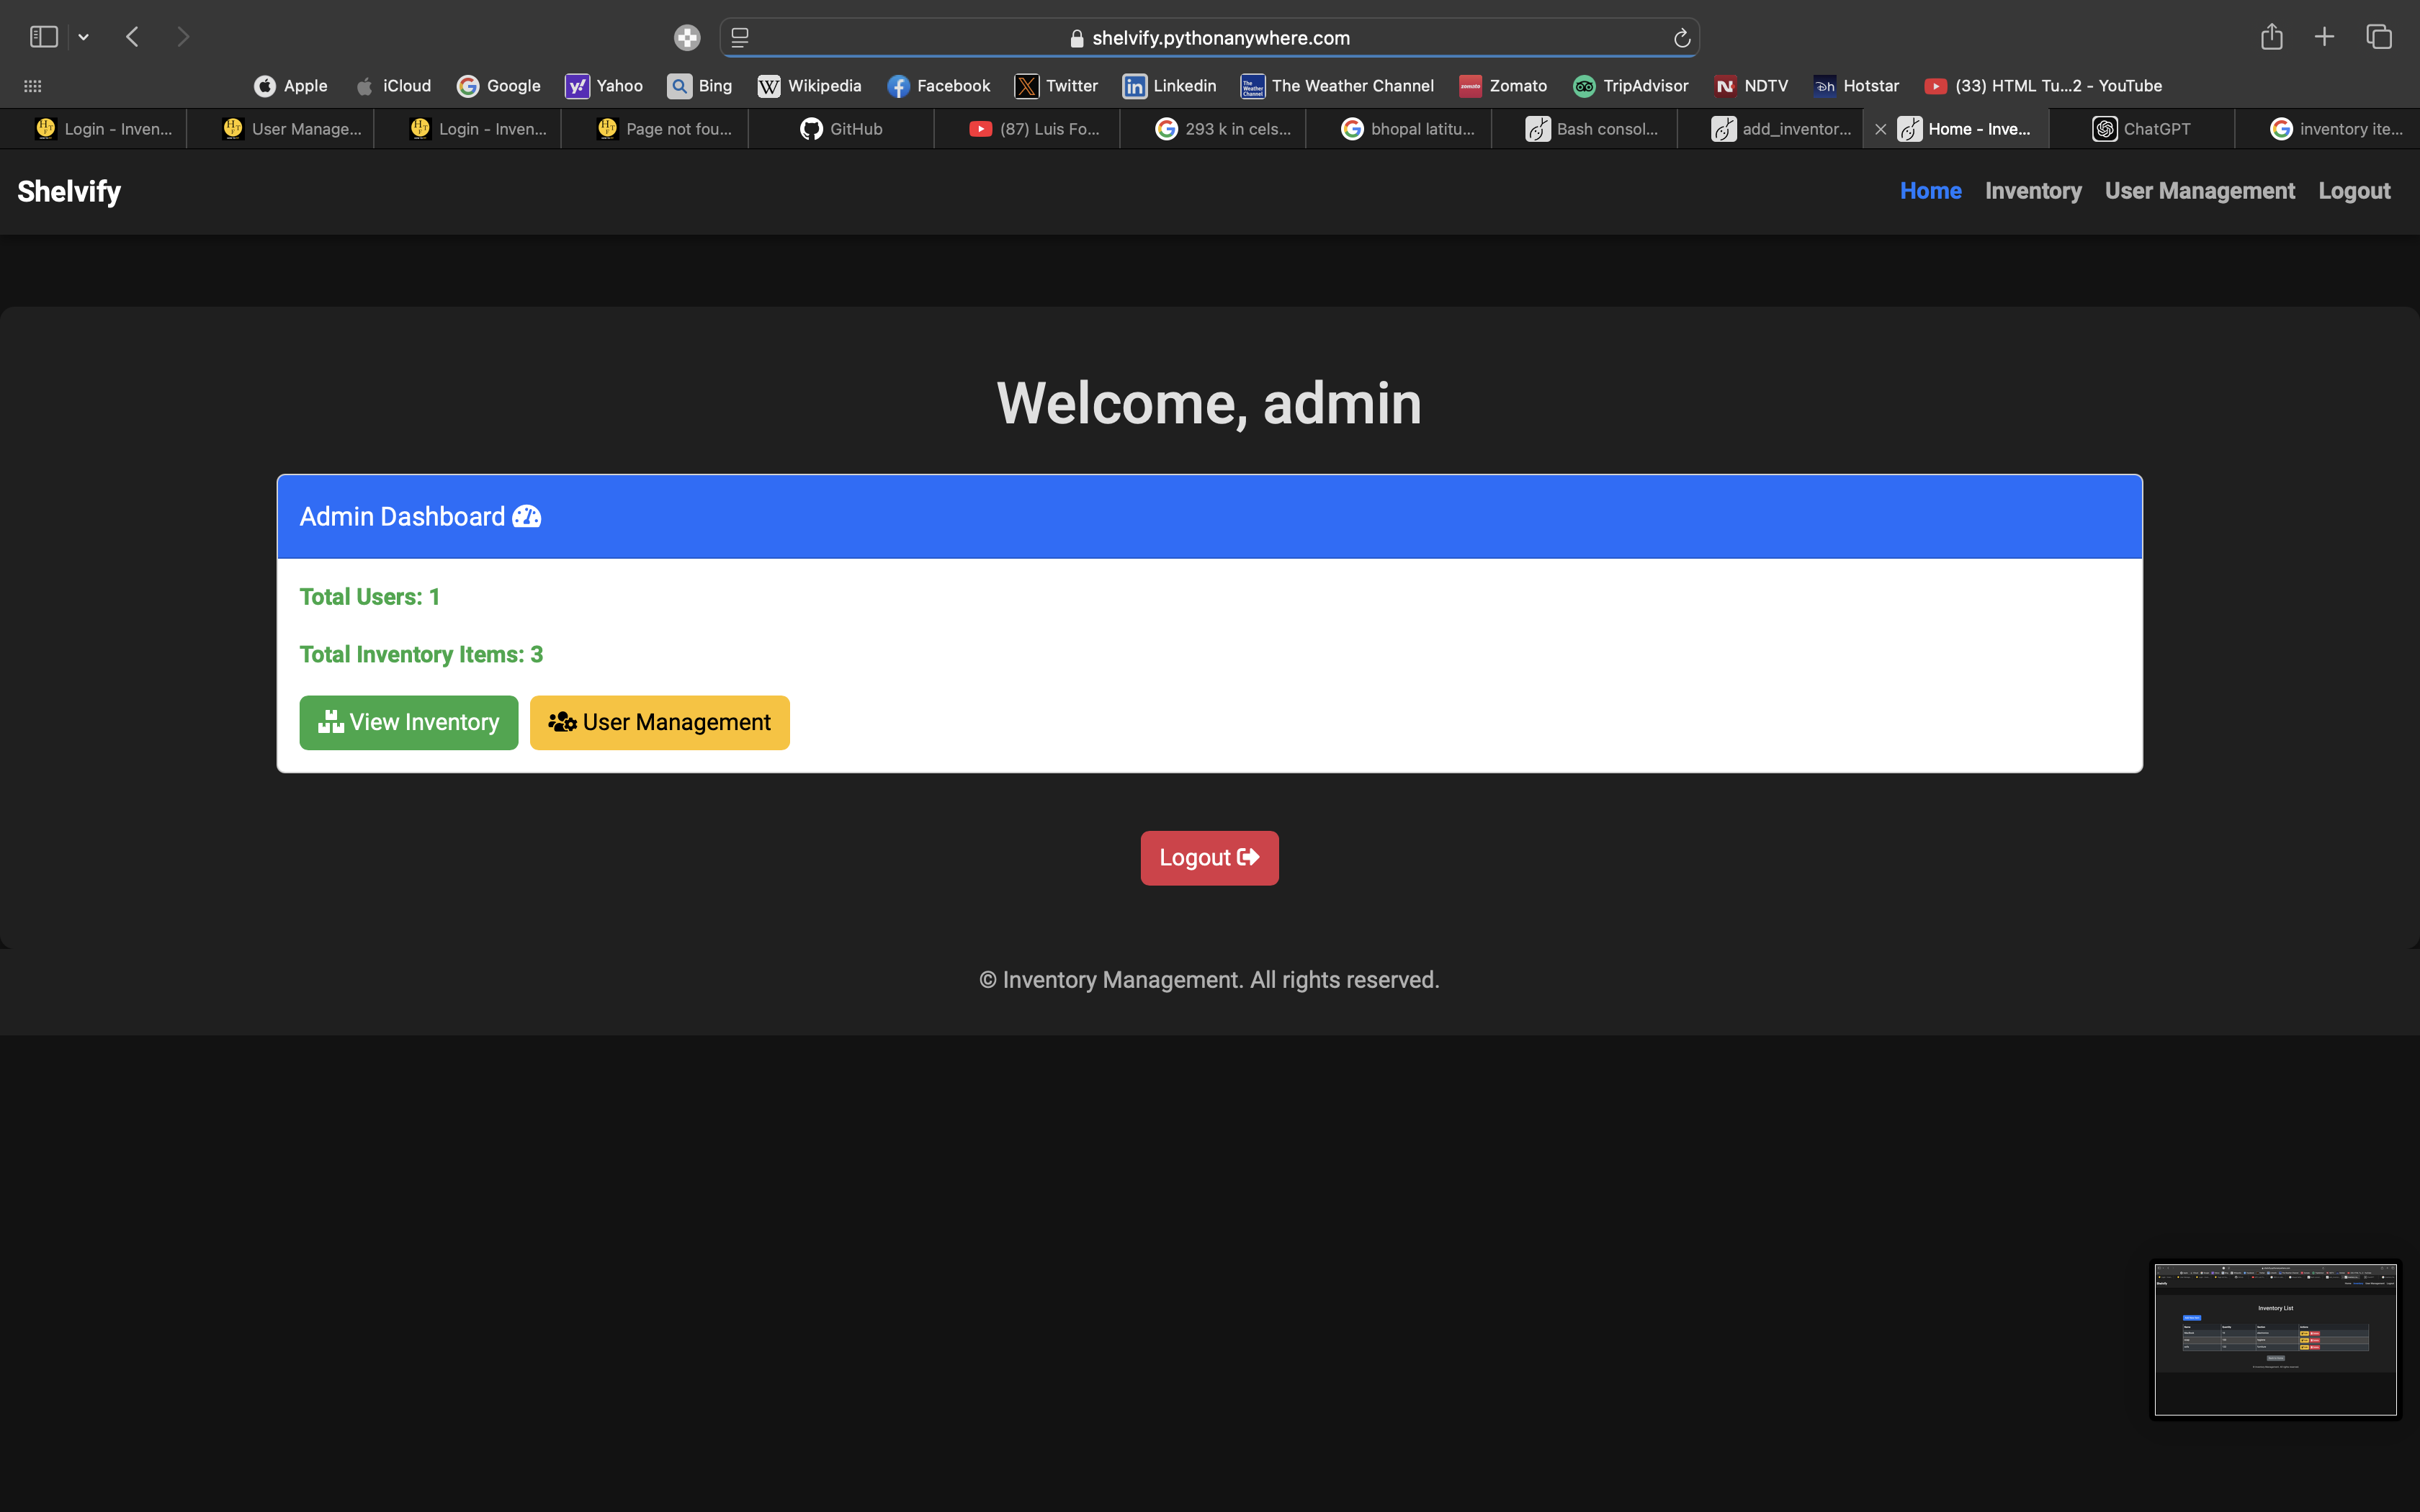 shelvify.pythonanywhere.com
Apple iCloud Google Yahoo Bing Wikipedia Facebook Twitter Linkedin The Weather Channel Zomato TripAdvisor NDTV Hotstar (33) HTML Tu...2 - YouTube
Login - Inven... User Manage... Login - Inven... Page not fou... GitHub (87) Luis Fo... 293 k in cels... bhopal latitu... Bash consol... add_inventor... Home - Inve... ChatGPT inventory ite...
Shelvify Home Inventory User Management Logout
Welcome, admin
Admin Dashboard
Total Users: 1
Total Inventory Items: 3
View Inventory User Management
Logout
© Inventory Management. All rights reserved.
Inventory List